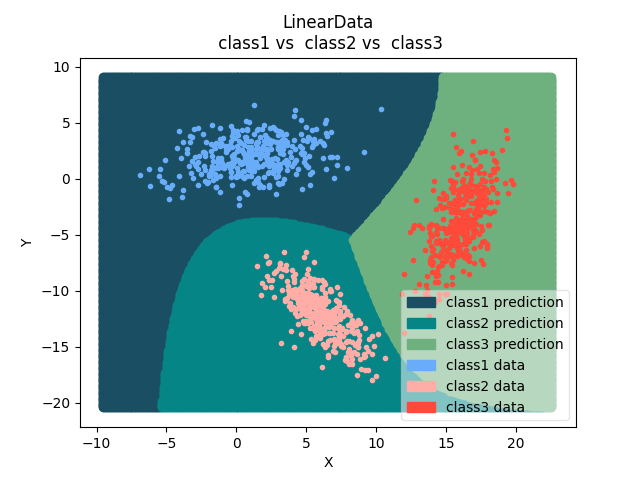 LinearData
class1 vs  class2 vs  class3
10
5
0
−5
−10
−15
−20
Y
−10
−5
0
5
10
15
20
X
class1 prediction
class2 prediction
class3 prediction
class1 data
class2 data
class3 data